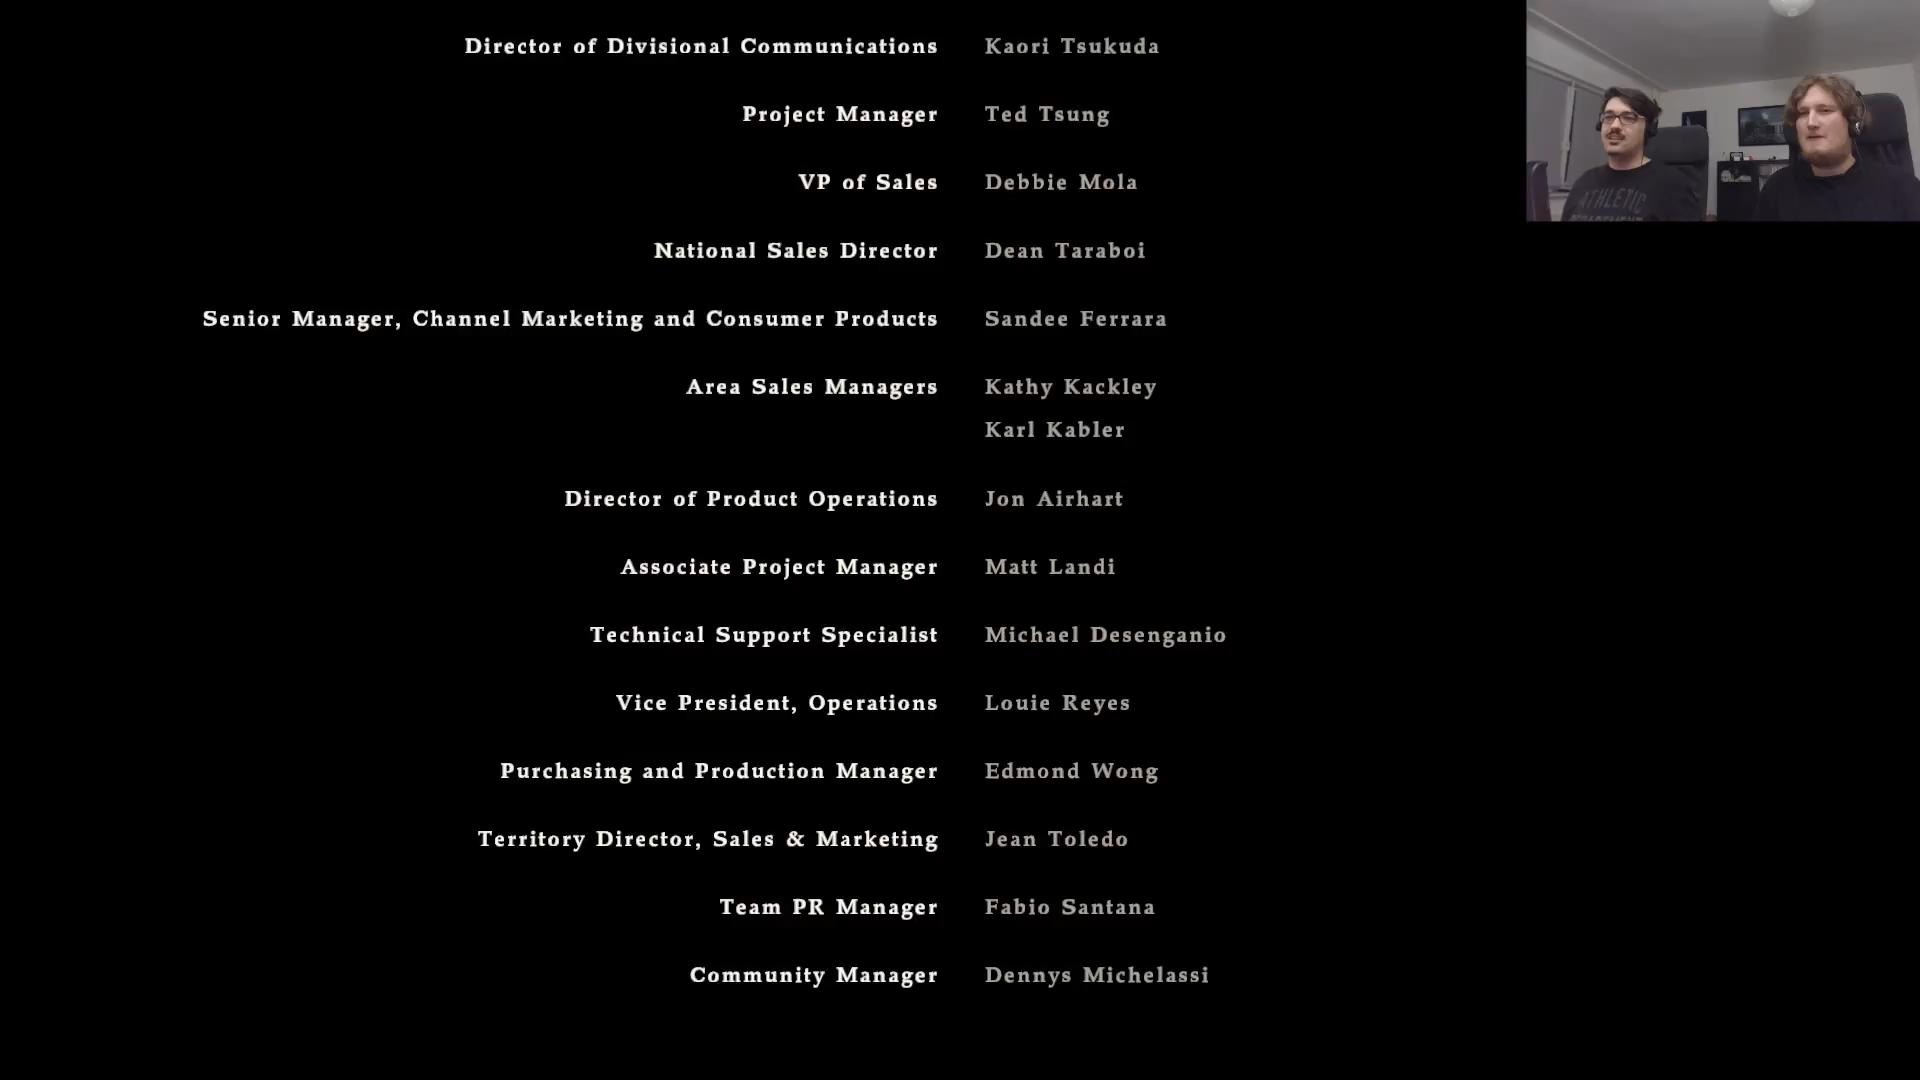 Director of Divisional Communications Kaori Tsukuda
Project Manager Ted Tsung
VP of Sales Debbie Mola
National Sales Director Dean Taraboi
Senior Manager, Channel Marketing and Consumer Products Sandee Ferrara
Area Sales Managers Kathy Kackley
Karl Kabler
Director of Product Operations Jon Airhart
Associate Project Manager Matt Landi
Technical Support Specialist Michael Desenganio
Vice President, Operations Louie Reyes
Purchasing and Production Manager Edmond Wong
Territory Director, Sales & Marketing Jean Toledo
Team PR Manager Fabio Santana
Community Manager Dennys Michelassi
ATHLETIC